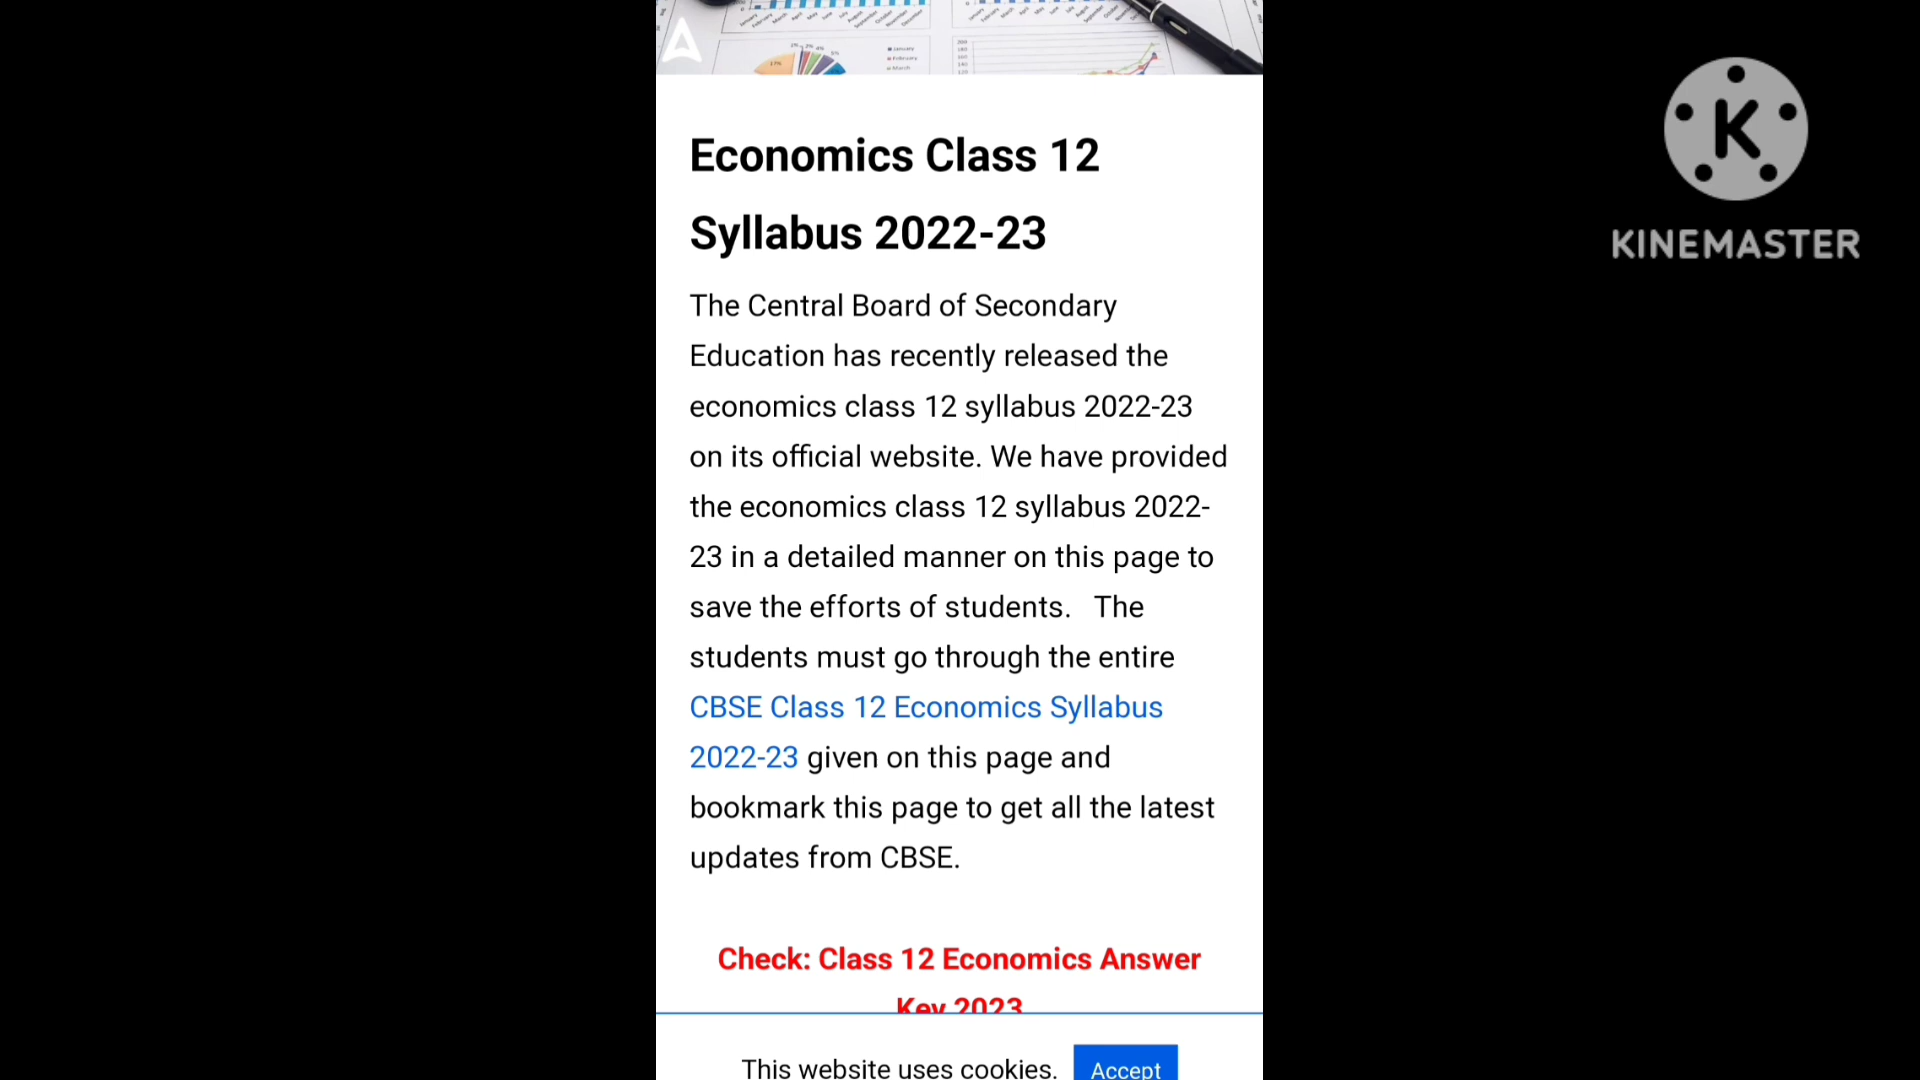 January
February
March
17%
Economics Class 12
Syllabus 2022-23
The Central Board of Secondary
Education has recently released the
economics class 12 syllabus 2022-23
on its official website. We have provided
the economics class 12 syllabus 2022-
23 in a detailed manner on this page to
save the efforts of students. The
students must go through the entire
CBSE Class 12 Economics Syllabus
2022-23 given on this page and
bookmark this page to get all the latest
updates from CBSE.
Check: Class 12 Economics Answer
Key 2023
This website uses cookies. Accept
K
KINEMASTER